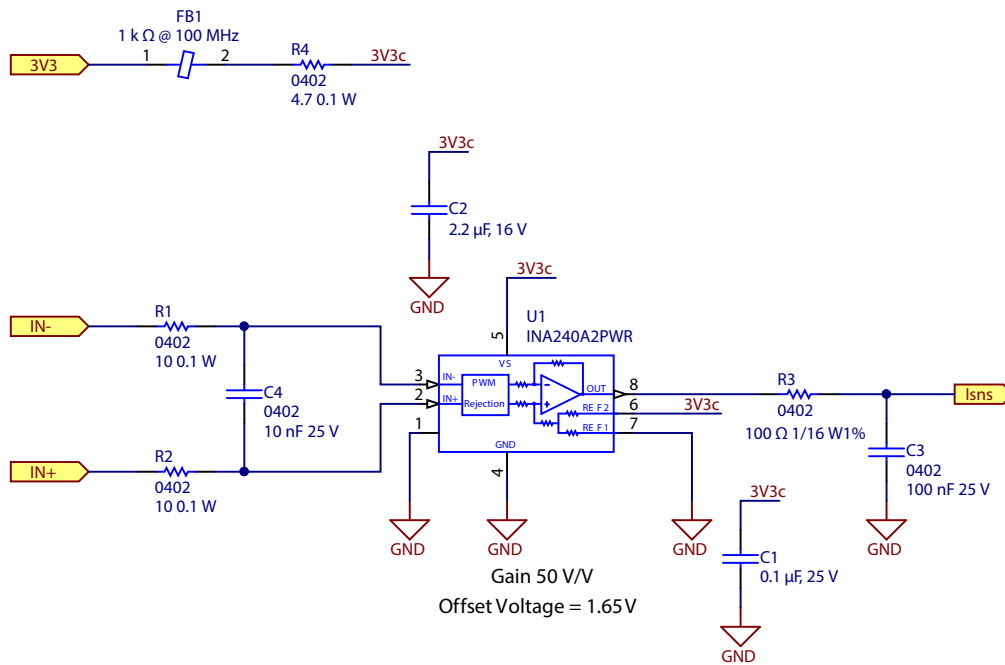 FB1
1 k Ω @ 100 MHz
3V3
1
2
R4
3V3c
0402
4.7 0.1 W
3V3c
C2
2.2 µF, 16 V
GND
3V3c
U1
INA240A2PWR
IN-
R1
0402
10 0.1 W
C4
0402
10 nF 25 V
IN+
R2
0402
10 0.1 W
5
VS
3
IN-
PWM
2
IN+
Rejection
OUT
8
RE F 2
6
3V3c
RE F 1
7
1
GND
4
R3
0402
100 Ω 1/16 W1%
Isns
C3
0402
100 nF 25 V
GND
GND
GND
GND
3V3c
C1
0.1 µF, 25 V
GND
Gain 50 V/V
Offset Voltage = 1.65V